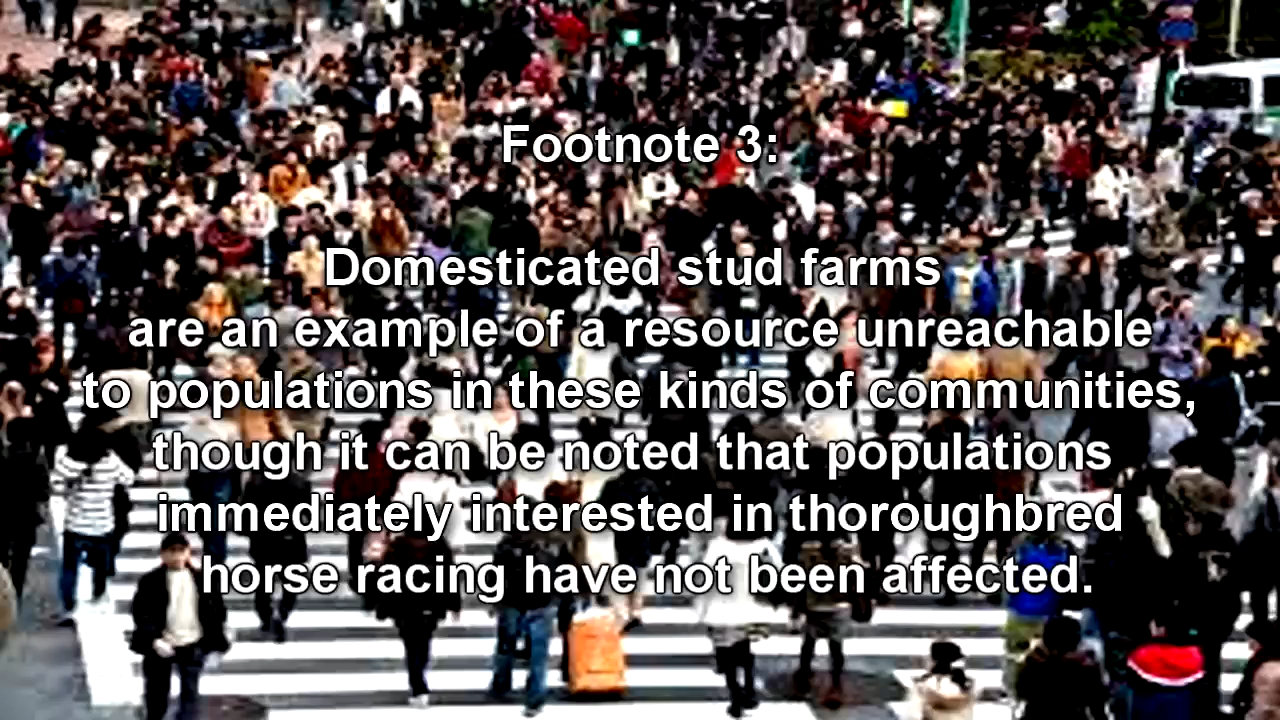 Footnote 3:
Domesticated stud farms
are an example of a resource unreachable
to populations in these kinds of communities,
though it can be noted that populations
immediately interested in thoroughbred
horse racing have not been affected.